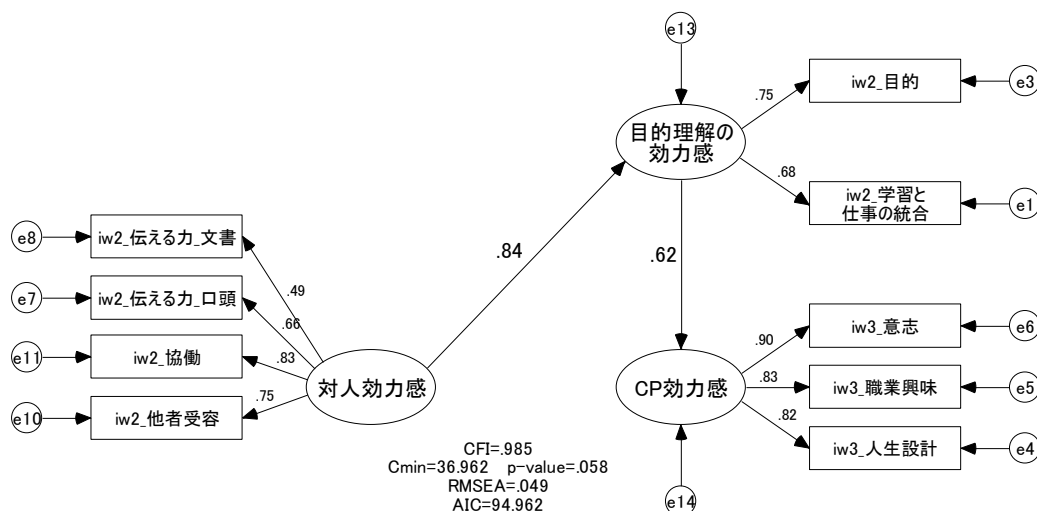 e13
iw2_目的
e3
.75
目的理解の
効力感
.68
iw2_学習と
仕事の統合
e1
e8
iw2_伝える力_文書
.84
.62
e7
iw2_伝える力_口頭
.49
.66
iw3_意志
e6
.90
e11
iw2_協働
.83
対人効力感
CP効力感
.83
iw3_職業興味
e5
.75
e10
iw2_他者受容
.82
iw3_人生設計
e4
CFI=.985
Cmin=36.962 p-value=.058
RMSEA=.049
AIC=94.962
e14